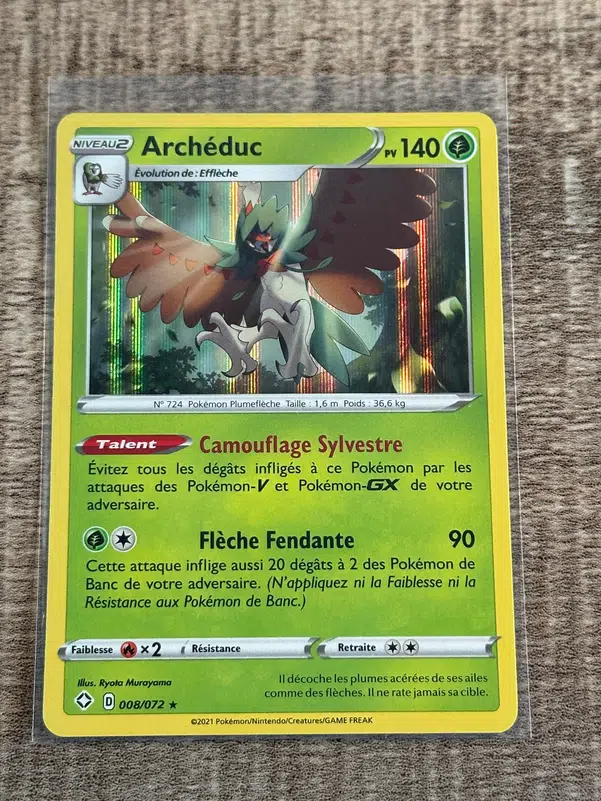 NIVEAU 2 Archéduc PV 140
Évolution de : Efflèche
N° 724 Pokémon Plumeflèche Taille : 1,6 m Poids : 36,6 kg
Talent Camouflage Sylvestre
Évitez tous les dégâts infligés à ce Pokémon par les
attaques des Pokémon-V et Pokémon-GX de votre
adversaire.
Flèche Fendante 90
Cette attaque inflige aussi 20 dégâts à 2 des Pokémon de
Banc de votre adversaire. (N'appliquez ni la Faiblesse ni la
Résistance aux Pokémon de Banc.)
Faiblesse ×2 Résistance Retraite
Illus. Ryota Murayama
D 008/072 ★
Il décoche les plumes acérées de ses ailes
comme des flèches. Il ne rate jamais sa cible.
©2021 Pokémon/Nintendo/Creatures/GAME FREAK